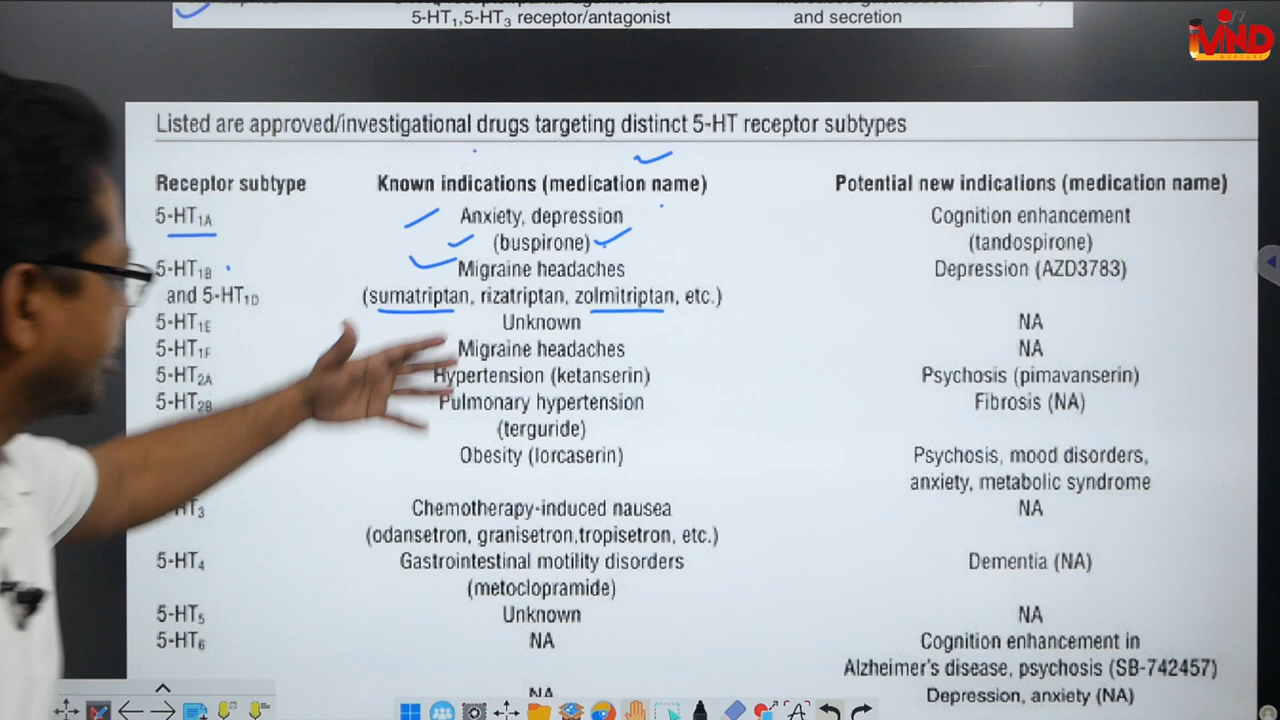 5-HT1,5-HT3 receptor/antagonist and secretion
/7
MND
NURTURE
Listed are approved/investigational drugs targeting distinct 5-HT receptor subtypes
Receptor subtype Known indications (medication name) Potential new indications (medication name)
5-HT1A Anxiety, depression Cognition enhancement
(buspirone) (tandospirone)
5-HT1B Migraine headaches Depression (AZD3783)
and 5-HT1D (sumatriptan, rizatriptan, zolmitriptan, etc.)
5-HT1E Unknown NA
5-HT1F Migraine headaches NA
5-HT2A Hypertension (ketanserin) Psychosis (pimavanserin)
5-HT2B Pulmonary hypertension Fibrosis (NA)
(terguride)
Obesity (lorcaserin) Psychosis, mood disorders,
anxiety, metabolic syndrome
HT3 Chemotherapy-induced nausea NA
(odansetron, granisetron,tropisetron, etc.)
5-HT4 Gastrointestinal motility disorders Dementia (NA)
(metoclopramide)
5-HT5 Unknown NA
5-HT6 NA Cognition enhancement in
Alzheimer's disease, psychosis (SB-742457)
NA Depression, anxiety (NA)